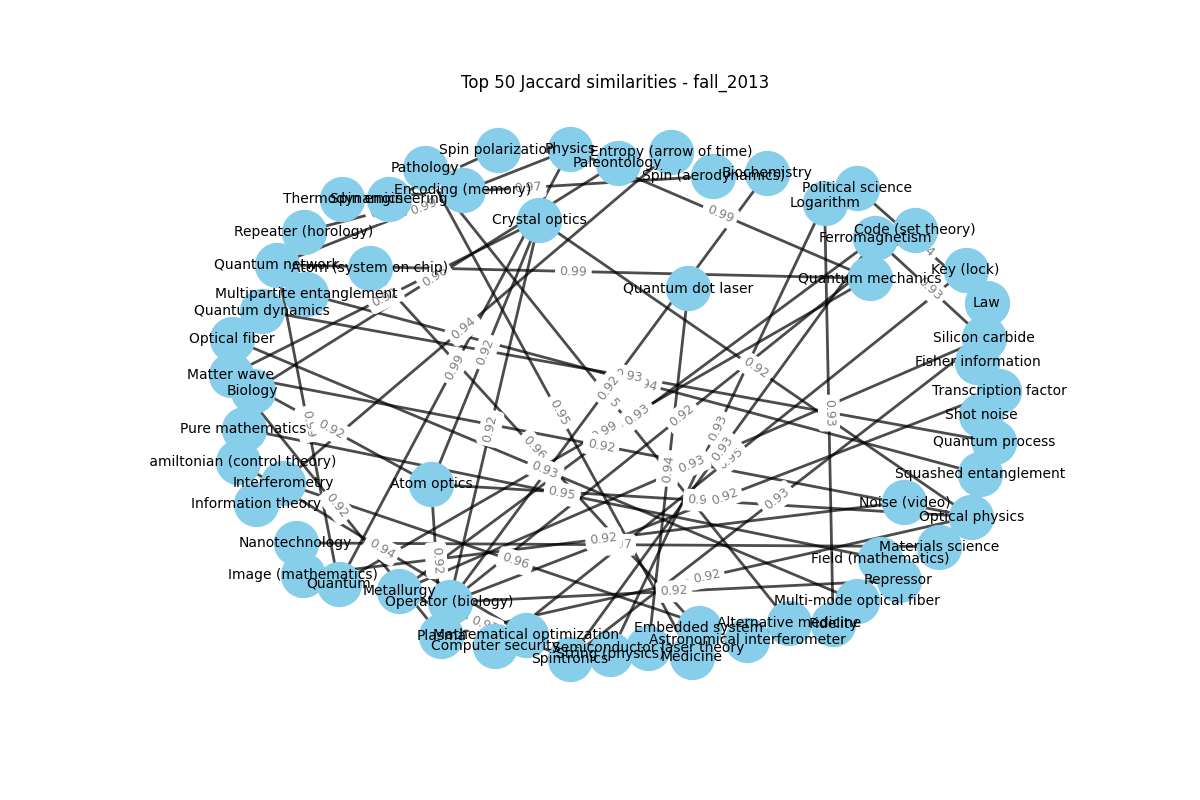 Top 50 Jaccard similarities - fall_2013
Spin polarization
Physics
Entropy (arrow of time)
Paleontology
Pathology
Biochemistry
Spin (aerodynamics)
Encoding (memory)
0.97
Political science
Thermodynamics
Spin engineering
Logarithm
0.99
0.99
Crystal optics
Code (set theory)
Repeater (horology)
Ferromagnetism
Quantum network
Atom (system on chip)
0.99
Key (lock)
Quantum mechanics
Quantum dot laser
0.93
Multipartite entanglement
Law
Quantum dynamics
0.94
Optical fiber
Silicon carbide
0.92
0.99
Fisher information
0.92
Matter wave
0.93
Biology
0.92
Transcription factor
0.95
0.93
0.92
0.93
Shot noise
Pure mathematics
0.92
0.92
0.99
0.93
Quantum process
0.92
0.96
0.93
amiltonian (control theory)
0.93
0.94
0.93
Squashed entanglement
Interferometry
Atom optics
0.95
0.92
0.93
Information theory
0.92
Noise (video)
Optical physics
Nanotechnology
0.94
0.92
Materials science
0.92
0.96
Field (mathematics)
Image (mathematics)
Quantum
0.92
Repressor
Metallurgy
0.92
Operator (biology)
Multi-mode optical fiber
Plasma
Mathematical optimization
Embedded system
Alternative medicine
Fidelity
Computer security
Semiconductor laser theory
Astronomical interferometer
Spintronics
String (physics)
Medicine